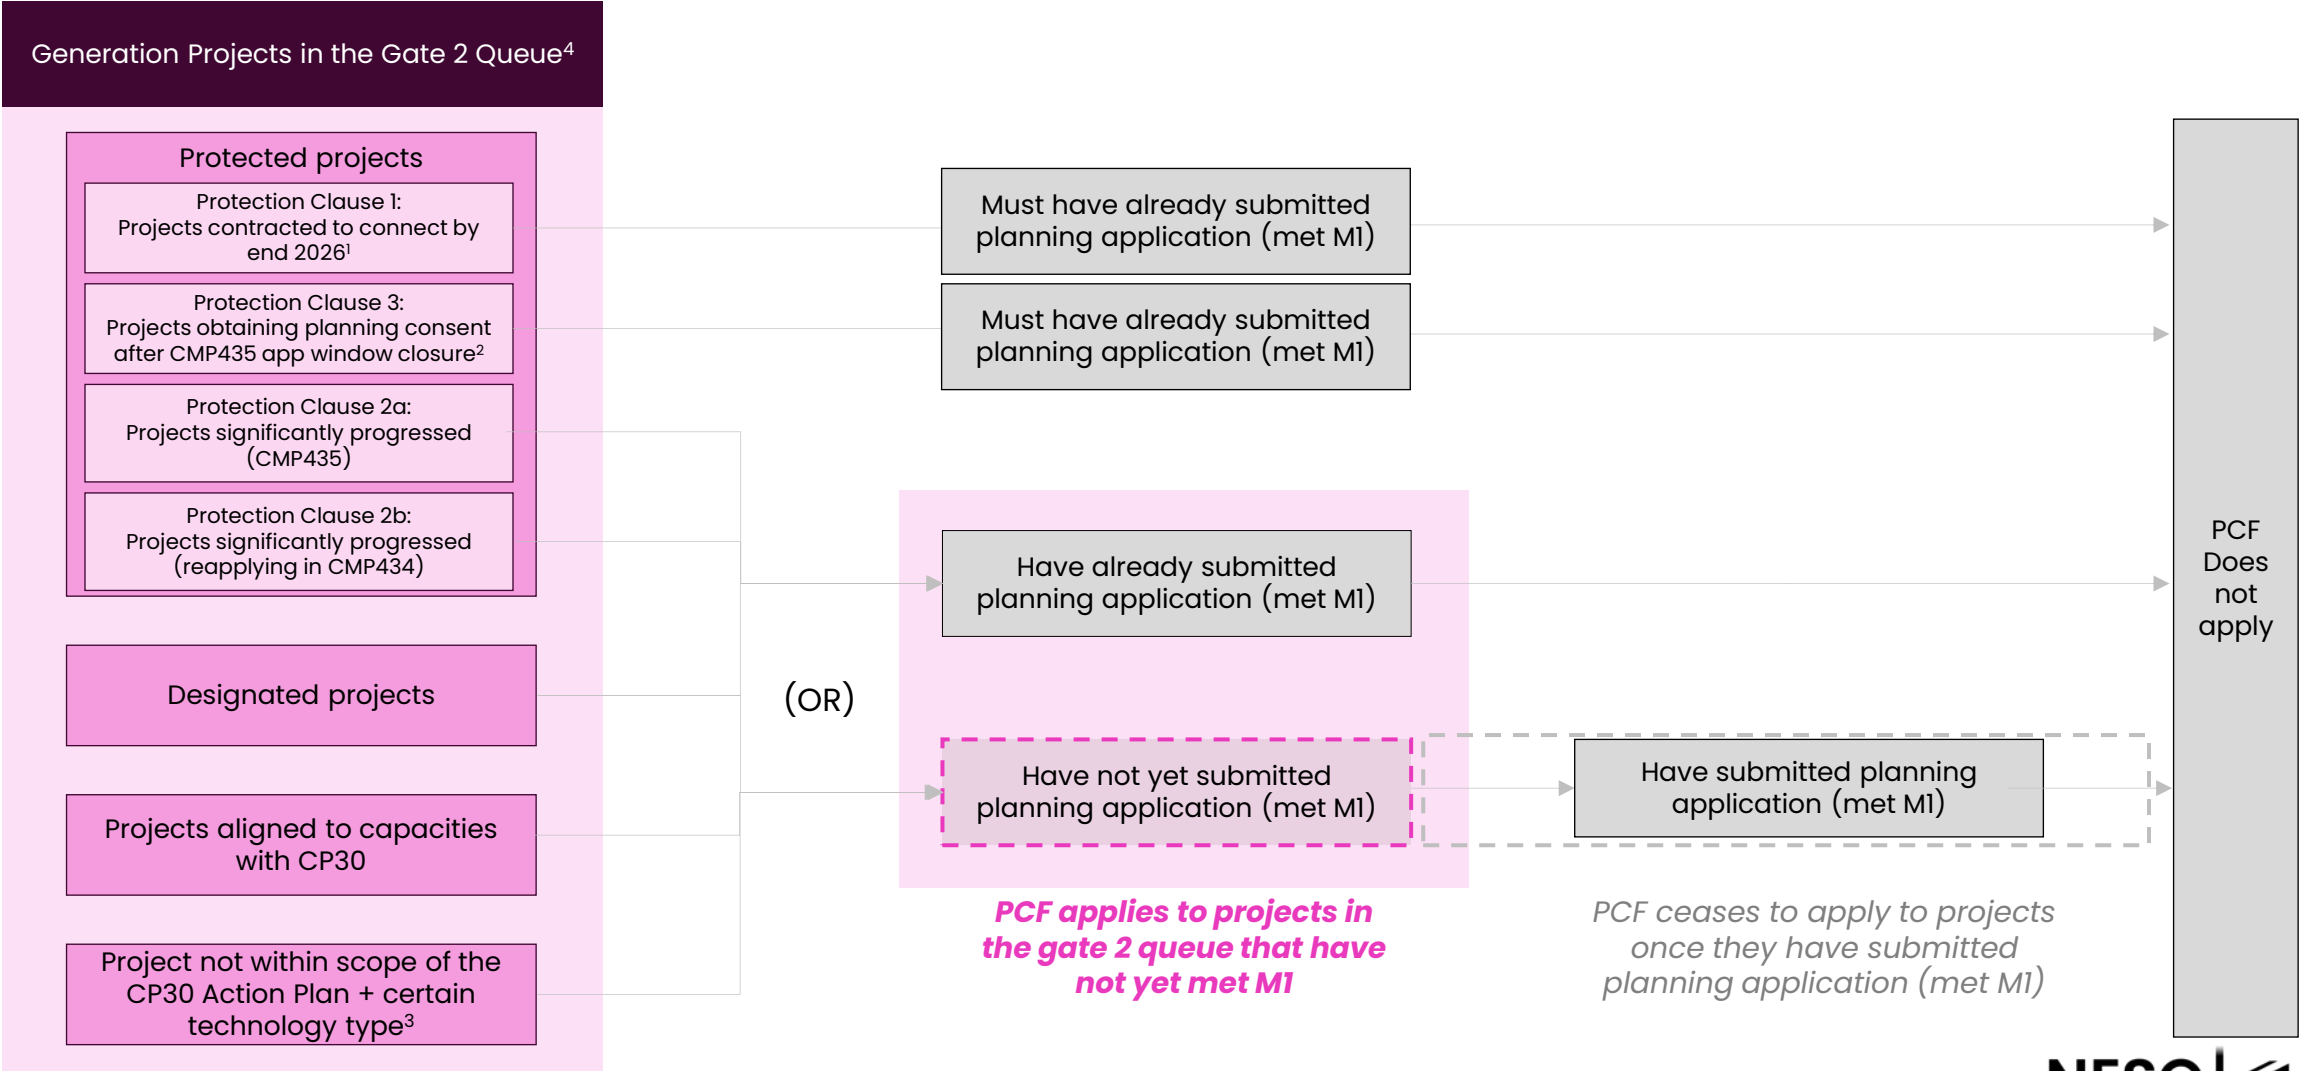 Generation Projects in the Gate 2 Queue⁴
Protected projects
Protection Clause 1:
Projects contracted to connect by
end 2026¹
Protection Clause 3:
Projects obtaining planning consent
after CMP435 app window closure²
Protection Clause 2a:
Projects significantly progressed
(CMP435)
Protection Clause 2b:
Projects significantly progressed
(reapplying in CMP434)
Designated projects
Projects aligned to capacities
with CP30
Project not within scope of the
CP30 Action Plan + certain
technology type³
Must have already submitted
planning application (met M1)
Must have already submitted
planning application (met M1)
(OR)
Have already submitted
planning application (met M1)
Have not yet submitted
planning application (met M1)
PCF applies to projects in
the gate 2 queue that have
not yet met M1
Have submitted planning
application (met M1)
PCF ceases to apply to projects
once they have submitted
planning application (met M1)
PCF
Does
not
apply
NESO